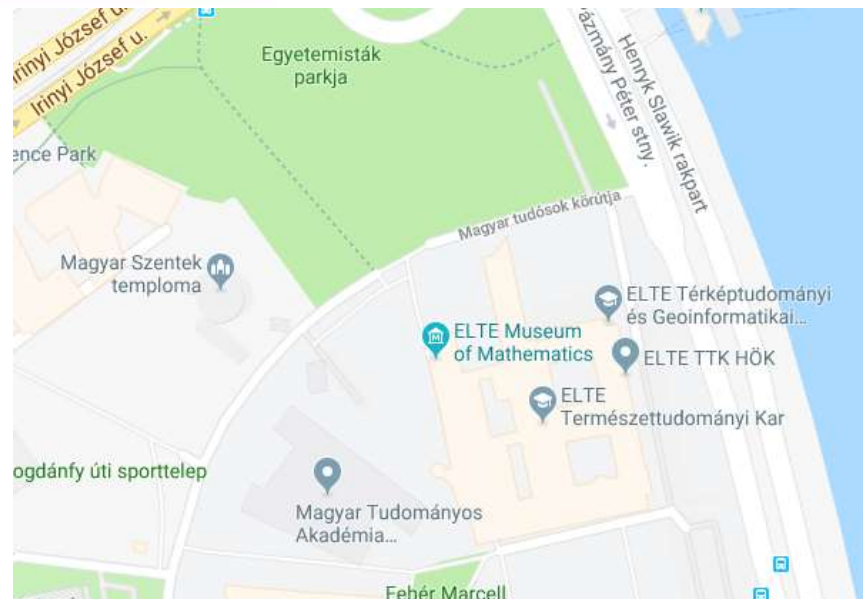 Irinyi József u.
Irinyi József u.
Egyetemisták
parkja
Henryk Slawik rakpart
ázmány Péter stny.
ence Park
Magyar tudósok körútja
Magyar Szentek
temploma
ELTE Térképtudományi
és Geoinformatikai...
ELTE Museum
of Mathematics
ELTE TTK HÖK
ELTE
Természettudományi Kar
ogdánfy úti sporttelep
Magyar Tudományos
Akadémia...
Fehér Marcell